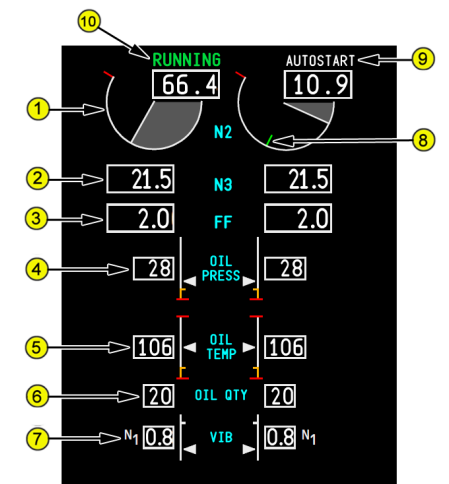 10
RUNNING AUTOSTART 9
66.4 10.9
1
N2 8
2 21.5 N3 21.5
3 2.0 FF 2.0
OIL
4 28 PRESS 28
OIL
5 106 TEMP 106
6 20 OIL QTY 20
7 N1 0.8 VIB 0.8 N1